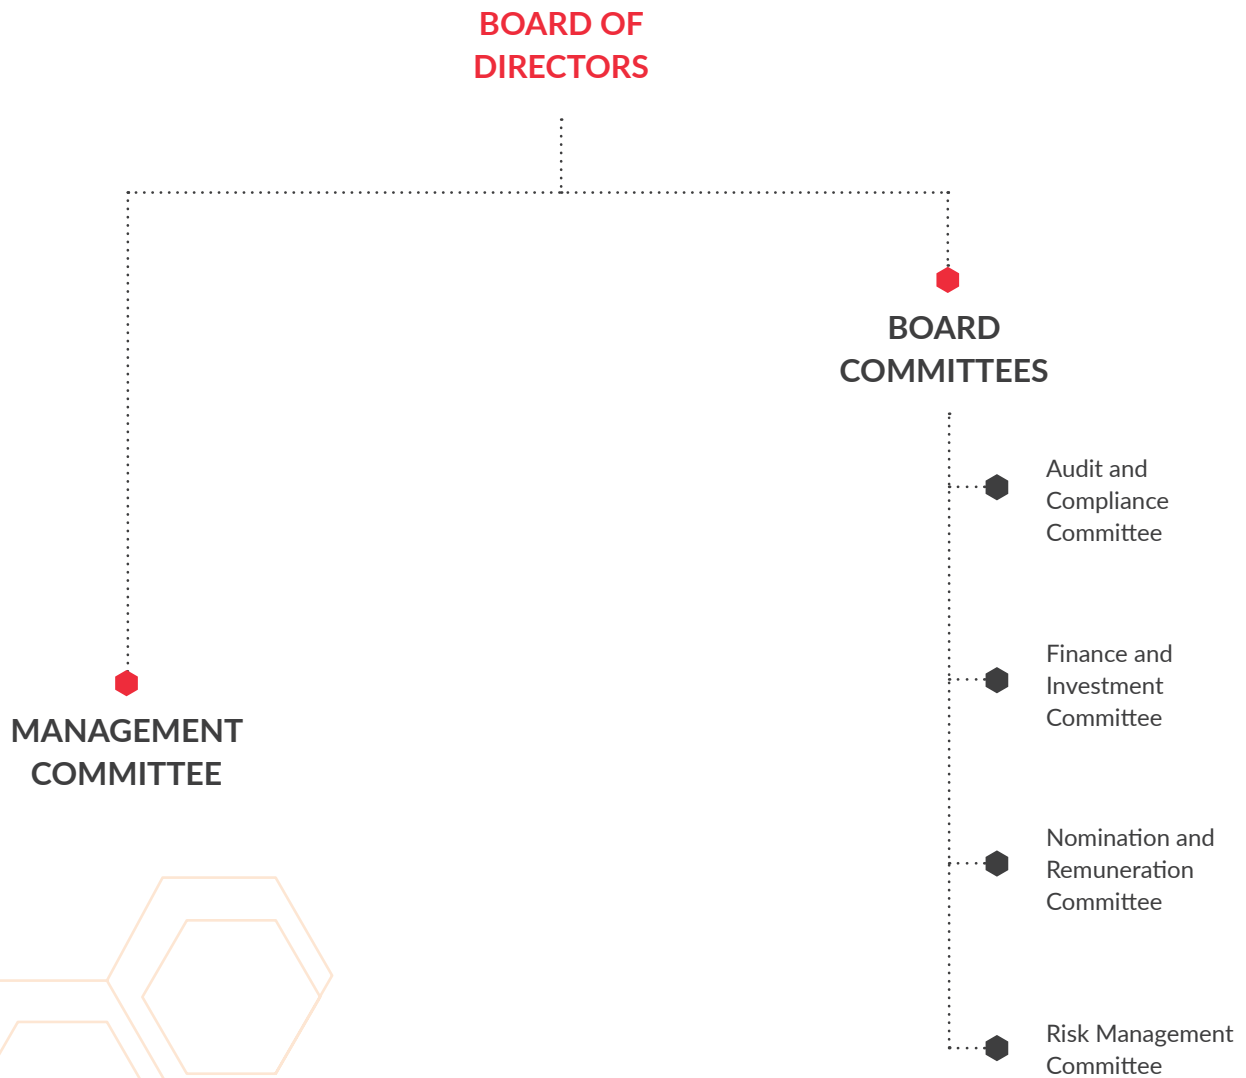 BOARD OF
DIRECTORS
BOARD
COMMITTEES
Audit and
Compliance
Committee
Finance and
Investment
Committee
MANAGEMENT
COMMITTEE
Nomination and
Remuneration
Committee
Risk Management
Committee